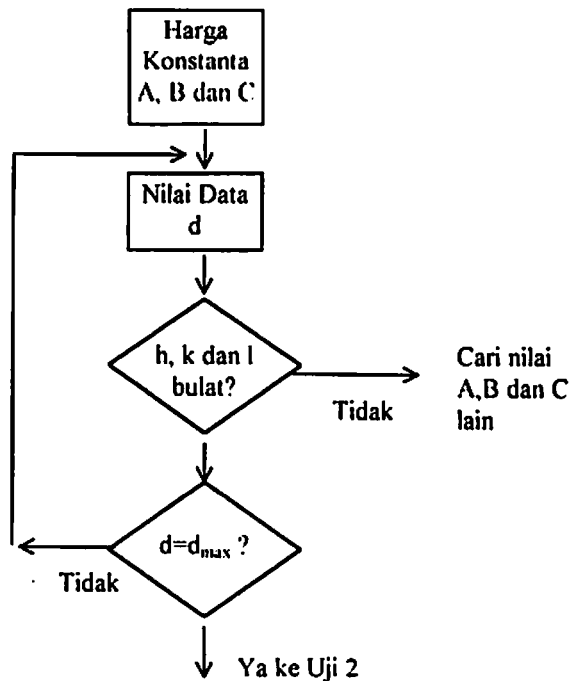 Harga
Konstanta
A, B dan C
Nilai Data
d
h, k dan l
bulat?
Tidak
Cari nilai
A,B dan C
lain
d=dmax ?
Tidak
Ya ke Uji 2